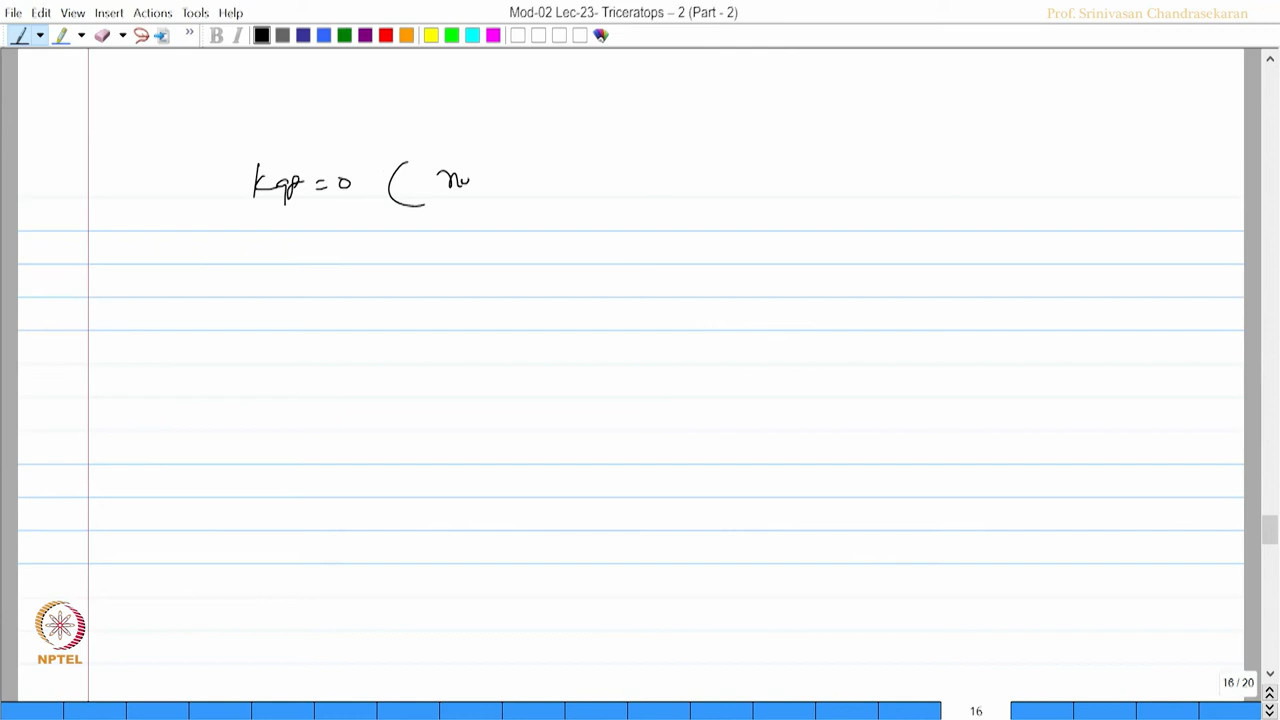 File Edit View Insert Actions Tools Help
Mod-02 Lec-23- Triceratops – 2 (Part - 2)
Prof. Srinivasan Chandrasekaran
» B I
= 0 (
NPTEL
16 / 20
16